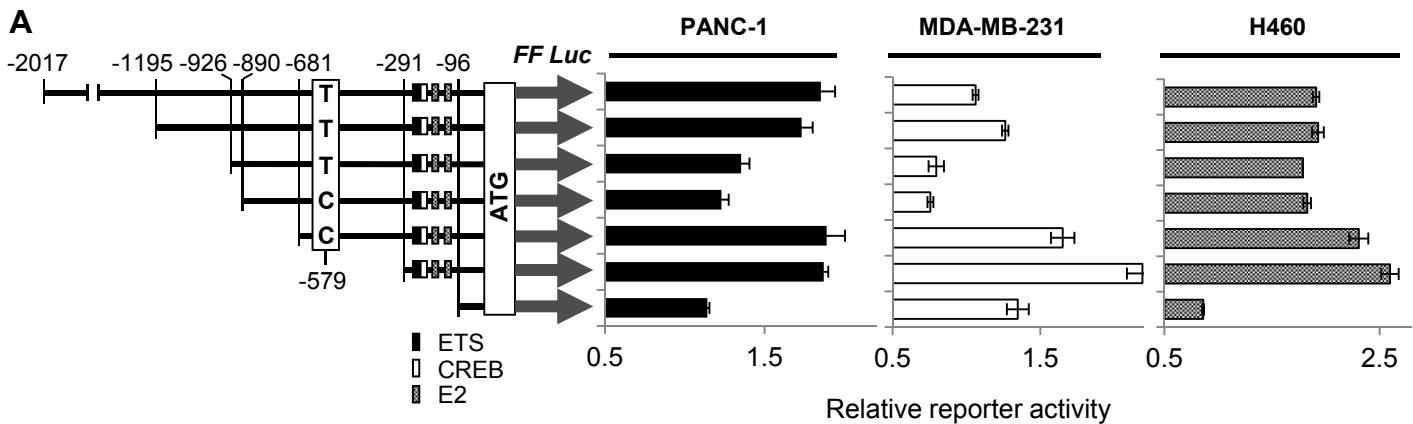 A
PANC-1 MDA-MB-231 H460
-2017 -1195 -926 -890 -681 -291 -96 FF Luc
T
T
T
C
C
ATG
-579
ETS
CREB
E2
0.5 1.5 0.5 1.5 0.5 2.5
Relative reporter activity